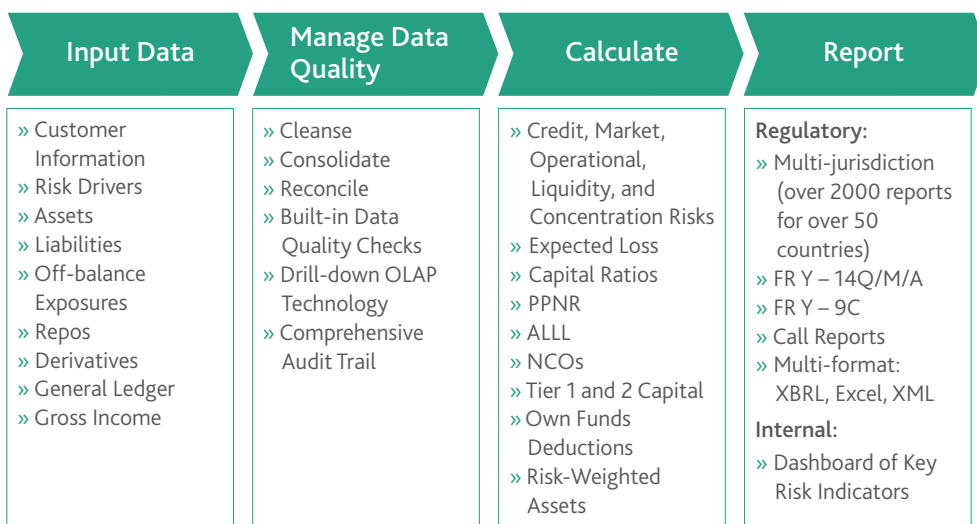 Input Data
Manage Data
Quality
Calculate
Report
» Customer
Information
» Risk Drivers
» Assets
» Liabilities
» Off-balance
Exposures
» Repos
» Derivatives
» General Ledger
» Gross Income
» Cleanse
» Consolidate
» Reconcile
» Built-in Data
Quality Checks
» Drill-down OLAP
Technology
» Comprehensive
Audit Trail
» Credit, Market,
Operational,
Liquidity, and
Concentration Risks
» Expected Loss
» Capital Ratios
» PPNR
» ALLL
» NCOs
» Tier 1 and 2 Capital
» Own Funds
Deductions
» Risk-Weighted
Assets
Regulatory:
» Multi-jurisdiction
(over 2000 reports
for over 50
countries)
» FR Y – 14Q/M/A
» FR Y – 9C
» Call Reports
» Multi-format:
XBRL, Excel, XML
Internal:
» Dashboard of Key
Risk Indicators